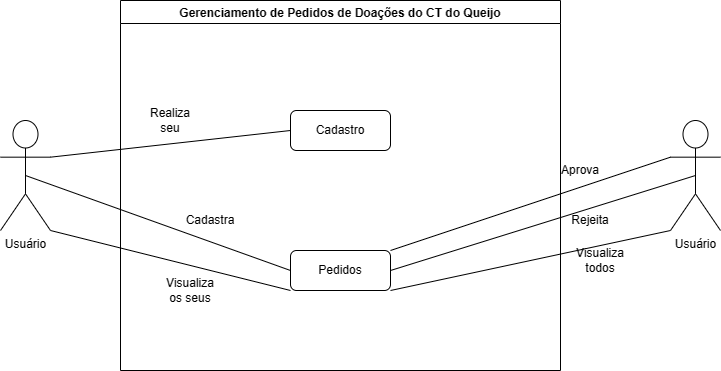 Gerenciamento de Pedidos de Doações do CT do Queijo
Realiza
seu
Cadastro
Aprova
Cadastra
Rejeita
Usuário
Usuário
Visualiza
todos
Pedidos
Visualiza
os seus